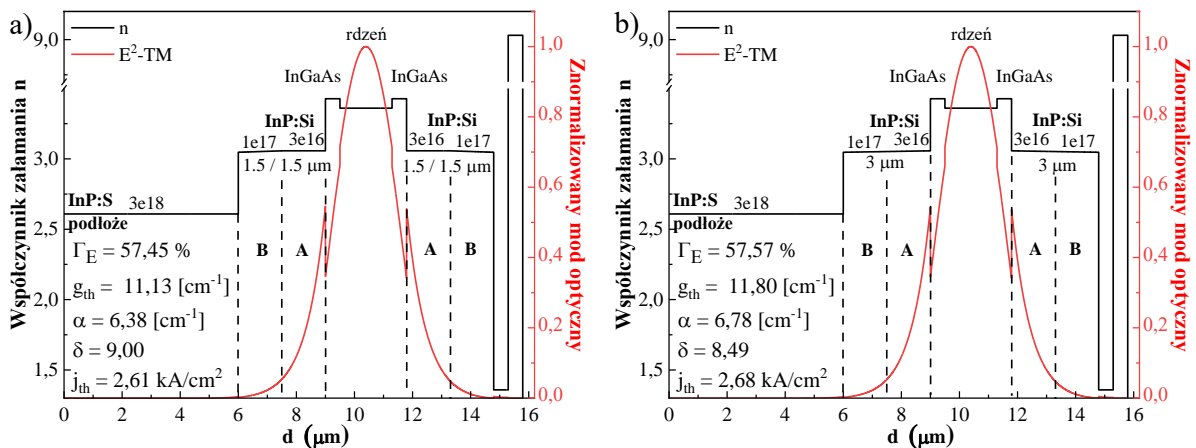 a)
n
E²-TM
rdzeń
InGaAs InGaAs
InP:Si InP:Si
1e17 3e16 3e16 1e17
1.5 / 1.5 μm 1.5 / 1.5 μm
InP:S 3e18
podłoże
B A A B
Γ_E = 57,45 %
g_th = 11,13 [cm⁻¹]
α = 6,38 [cm⁻¹]
δ = 9,00
j_th = 2,61 kA/cm²
Współczynnik załamania n
9,0
3,0
2,5
2,0
1,5
0 2 4 6 8 10 12 14 16
d (μm)
1,0
0,8
0,6
0,4
0,2
0,0
Znormalizowany mod optyczny
b)
n
E²-TM
rdzeń
InGaAs InGaAs
InP:Si InP:Si
1e17 3e16 3e16 1e17
3 μm 3 μm
InP:S 3e18
podłoże
B A A B
Γ_E = 57,57 %
g_th = 11,80 [cm⁻¹]
α = 6,78 [cm⁻¹]
δ = 8,49
j_th = 2,68 kA/cm²
Współczynnik załamania n
9,0
3,0
2,5
2,0
1,5
0 2 4 6 8 10 12 14 16
d (μm)
1,0
0,8
0,6
0,4
0,2
0,0
Znormalizowany mod optyczny